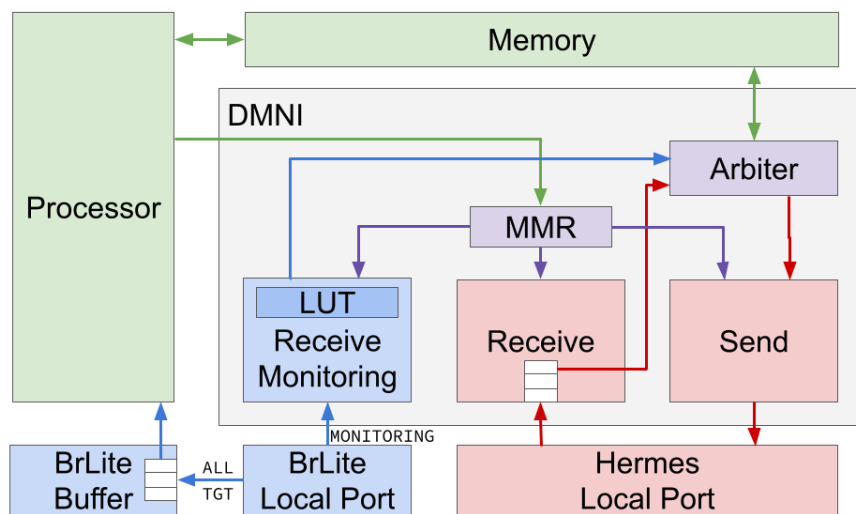 Memory
Processor
DMNI
Arbiter
MMR
LUT
Receive
Monitoring
Receive
Send
MONITORING
BrLite
Buffer
ALL
TGT
BrLite
Local Port
Hermes
Local Port